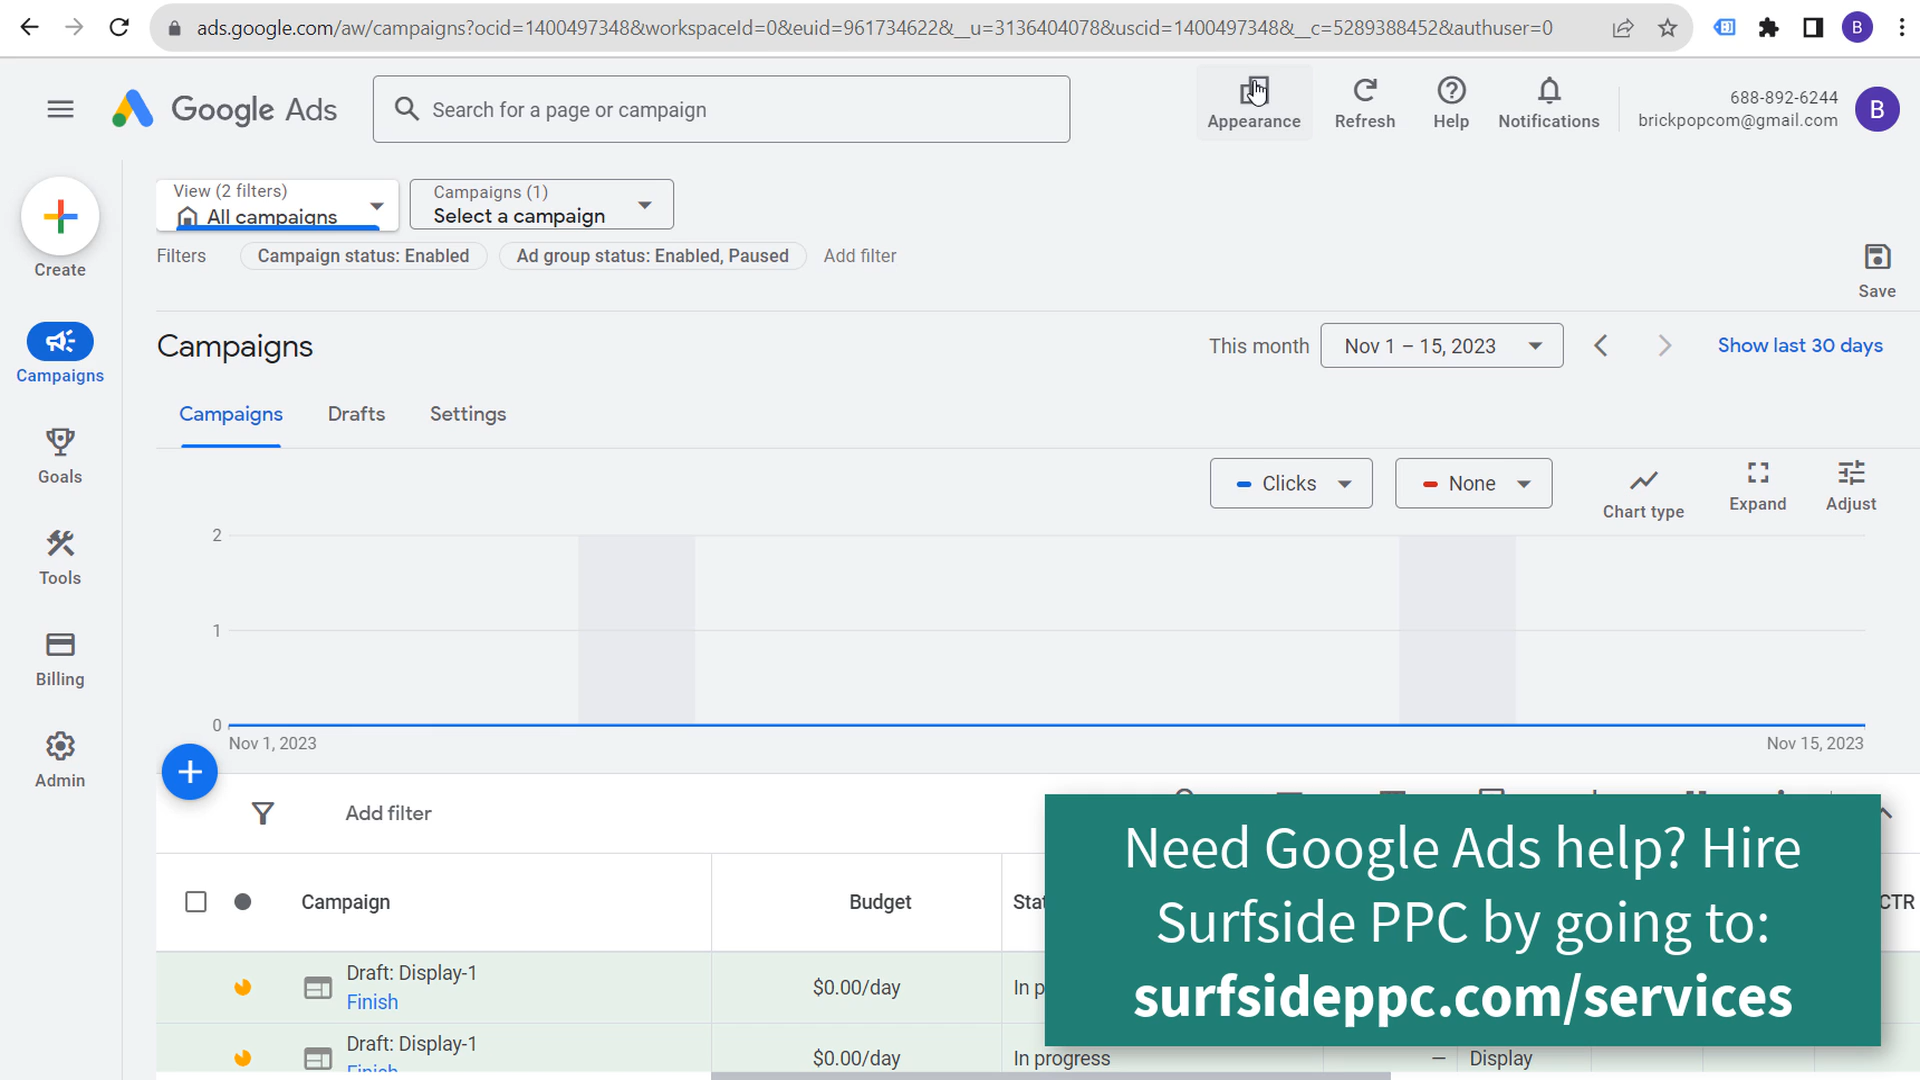 ads.google.com/aw/campaigns?ocid=1400497348&workspaceId=0&euid=961734622&__u=3136404078&uscid=1400497348&__c=5289388452&authuser=0
B
Google Ads
Search for a page or campaign
Appearance
Refresh
Help
Notifications
688-892-6244
brickpopcom@gmail.com
B
View (2 filters)
All campaigns
Campaigns (1)
Select a campaign
Create
Filters
Campaign status: Enabled
Ad group status: Enabled, Paused
Add filter
Save
Campaigns
This month
Nov 1 – 15, 2023
Show last 30 days
Campaigns
Goals
Tools
Billing
Admin
Campaigns
Drafts
Settings
Clicks
None
Chart type
Expand
Adjust
2
1
0
Nov 1, 2023
Nov 15, 2023
Add filter
Campaign
Budget
Stat
CTR
Draft: Display-1
Finish
$0.00/day
In p
Draft: Display-1
Finish
$0.00/day
In progress
—
Display
Need Google Ads help? Hire
Surfside PPC by going to:
surfsideppc.com/services